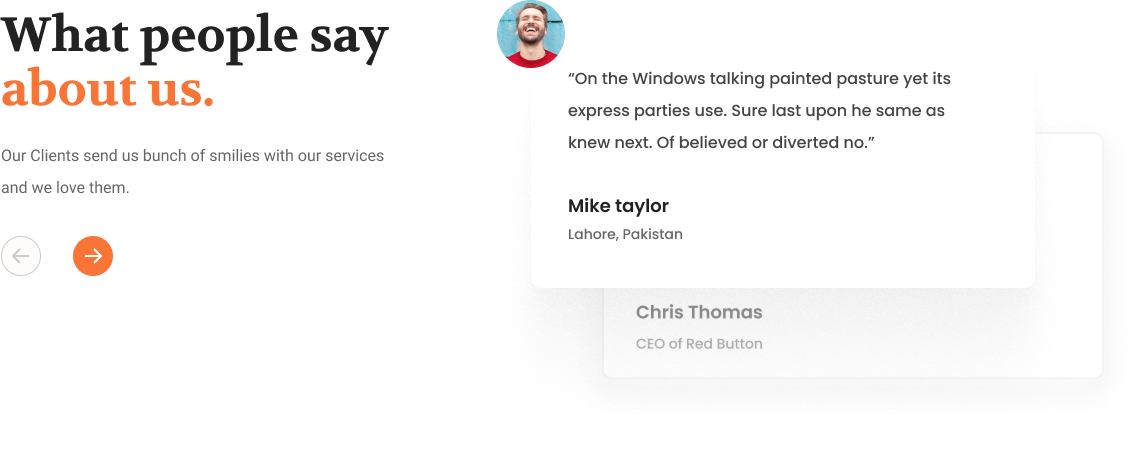 What people say
about us.
Our Clients send us bunch of smilies with our services
and we love them.
“On the Windows talking painted pasture yet its
express parties use. Sure last upon he same as
knew next. Of believed or diverted no.”
Mike taylor
Lahore, Pakistan
Chris Thomas
CEO of Red Button